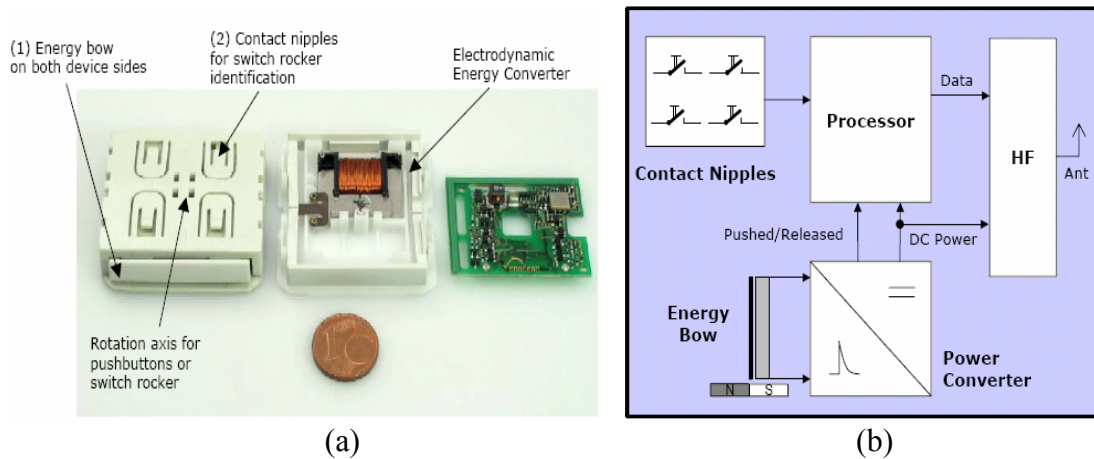 (1) Energy bow
on both device sides
(2) Contact nipples
for switch rocker
identification
Electrodynamic
Energy Converter
Rotation axis for
pushbuttons or
switch rocker
(a)
Contact Nipples
Processor
Data
HF
Ant
Pushed/Released
DC Power
Energy
Bow
N S
Power
Converter
(b)